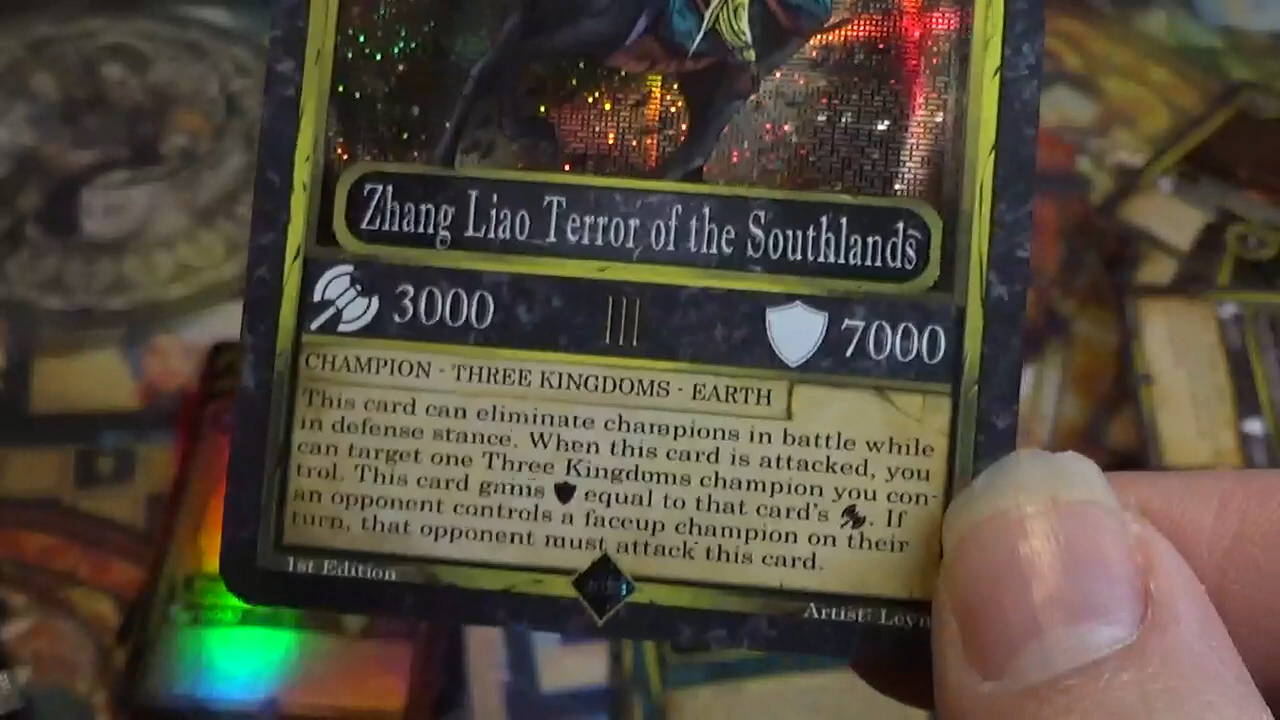 Zhang Liao Terror of the Southlands
3000 III 7000
CHAMPION - THREE KINGDOMS - EARTH
This card can eliminate champions in battle while
in defense stance. When this card is attacked, you
can target one Three Kingdoms champion you con-
trol. This card gains equal to that card's . If
an opponent controls a faceup champion on their
turn, that opponent must attack this card.
1st Edition
Artist: Leyn